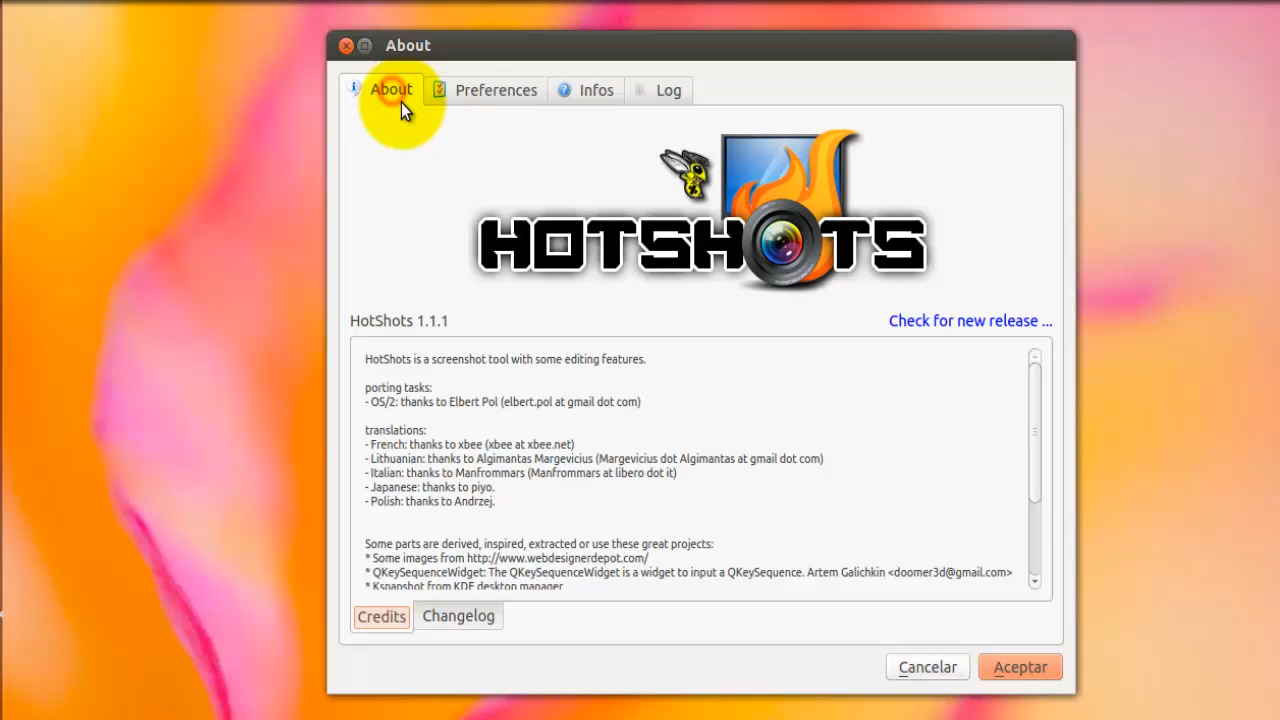 About
About Preferences Infos Log
HOTSHOTS
HotShots 1.1.1 Check for new release ...
HotShots is a screenshot tool with some editing features.
porting tasks:
- OS/2: thanks to Elbert Pol (elbert.pol at gmail dot com)
translations:
- French: thanks to xbee (xbee at xbee.net)
- Lithuanian: thanks to Algimantas Margevicius (Margevicius dot Algimantas at gmail dot com)
- Italian: thanks to Manfrommars (Manfrommars at libero dot it)
- Japanese: thanks to piyo.
- Polish: thanks to Andrzej.
Some parts are derived, inspired, extracted or use these great projects:
* Some images from http://www.webdesignerdepot.com/
* QKeySequenceWidget: The QKeySequenceWidget is a widget to input a QKeySequence. Artem Galichkin <doomer3d@gmail.com>
* Ksnapshot from KDE desktop manager
Credits Changelog
Cancelar Aceptar